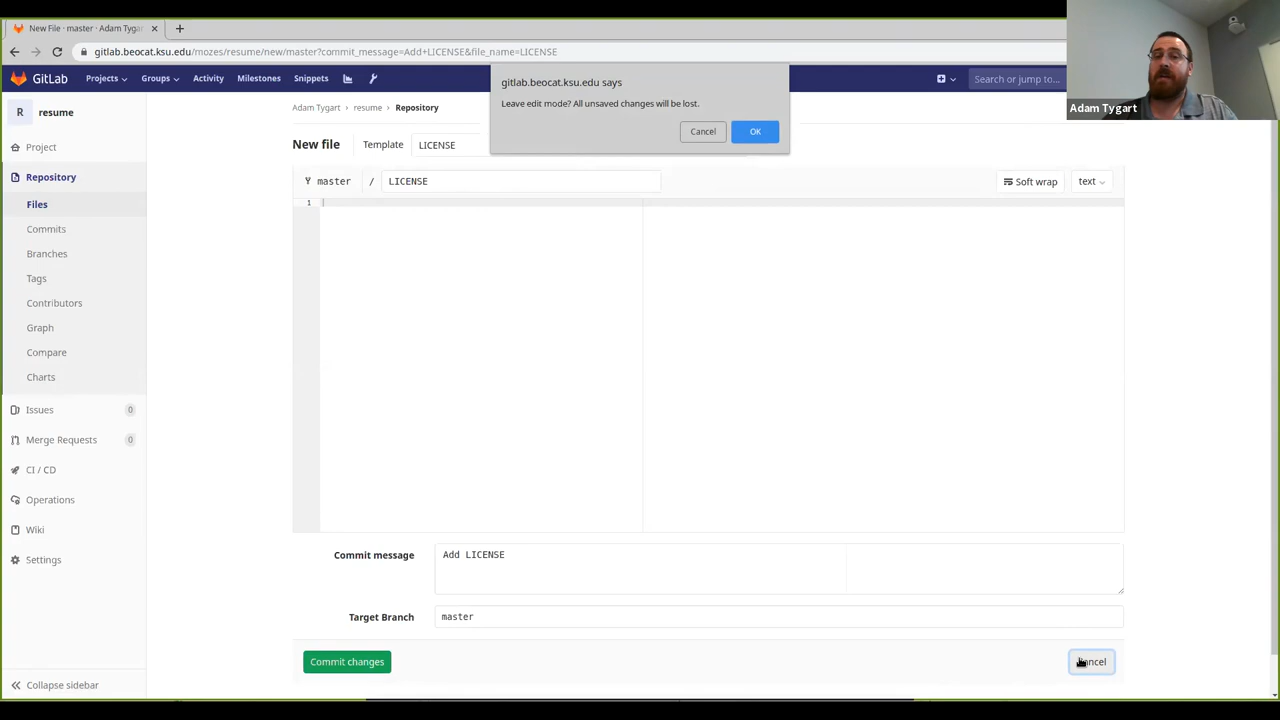 New File · master · Adam Tygart
gitlab.beocat.ksu.edu/mozes/resume/new/master?commit_message=Add+LICENSE&file_name=LICENSE
GitLab
Projects
Groups
Activity
Milestones
Snippets
Search or jump to...
Adam Tygart
gitlab.beocat.ksu.edu says
Leave edit mode? All unsaved changes will be lost.
Cancel
OK
R
resume
Project
Repository
Files
Commits
Branches
Tags
Contributors
Graph
Compare
Charts
Issues
0
Merge Requests
0
CI / CD
Operations
Wiki
Settings
Collapse sidebar
Adam Tygart › resume › Repository
New file
Template
LICENSE
master
/
LICENSE
Soft wrap
text
1
Commit message
Add LICENSE
Target Branch
master
Commit changes